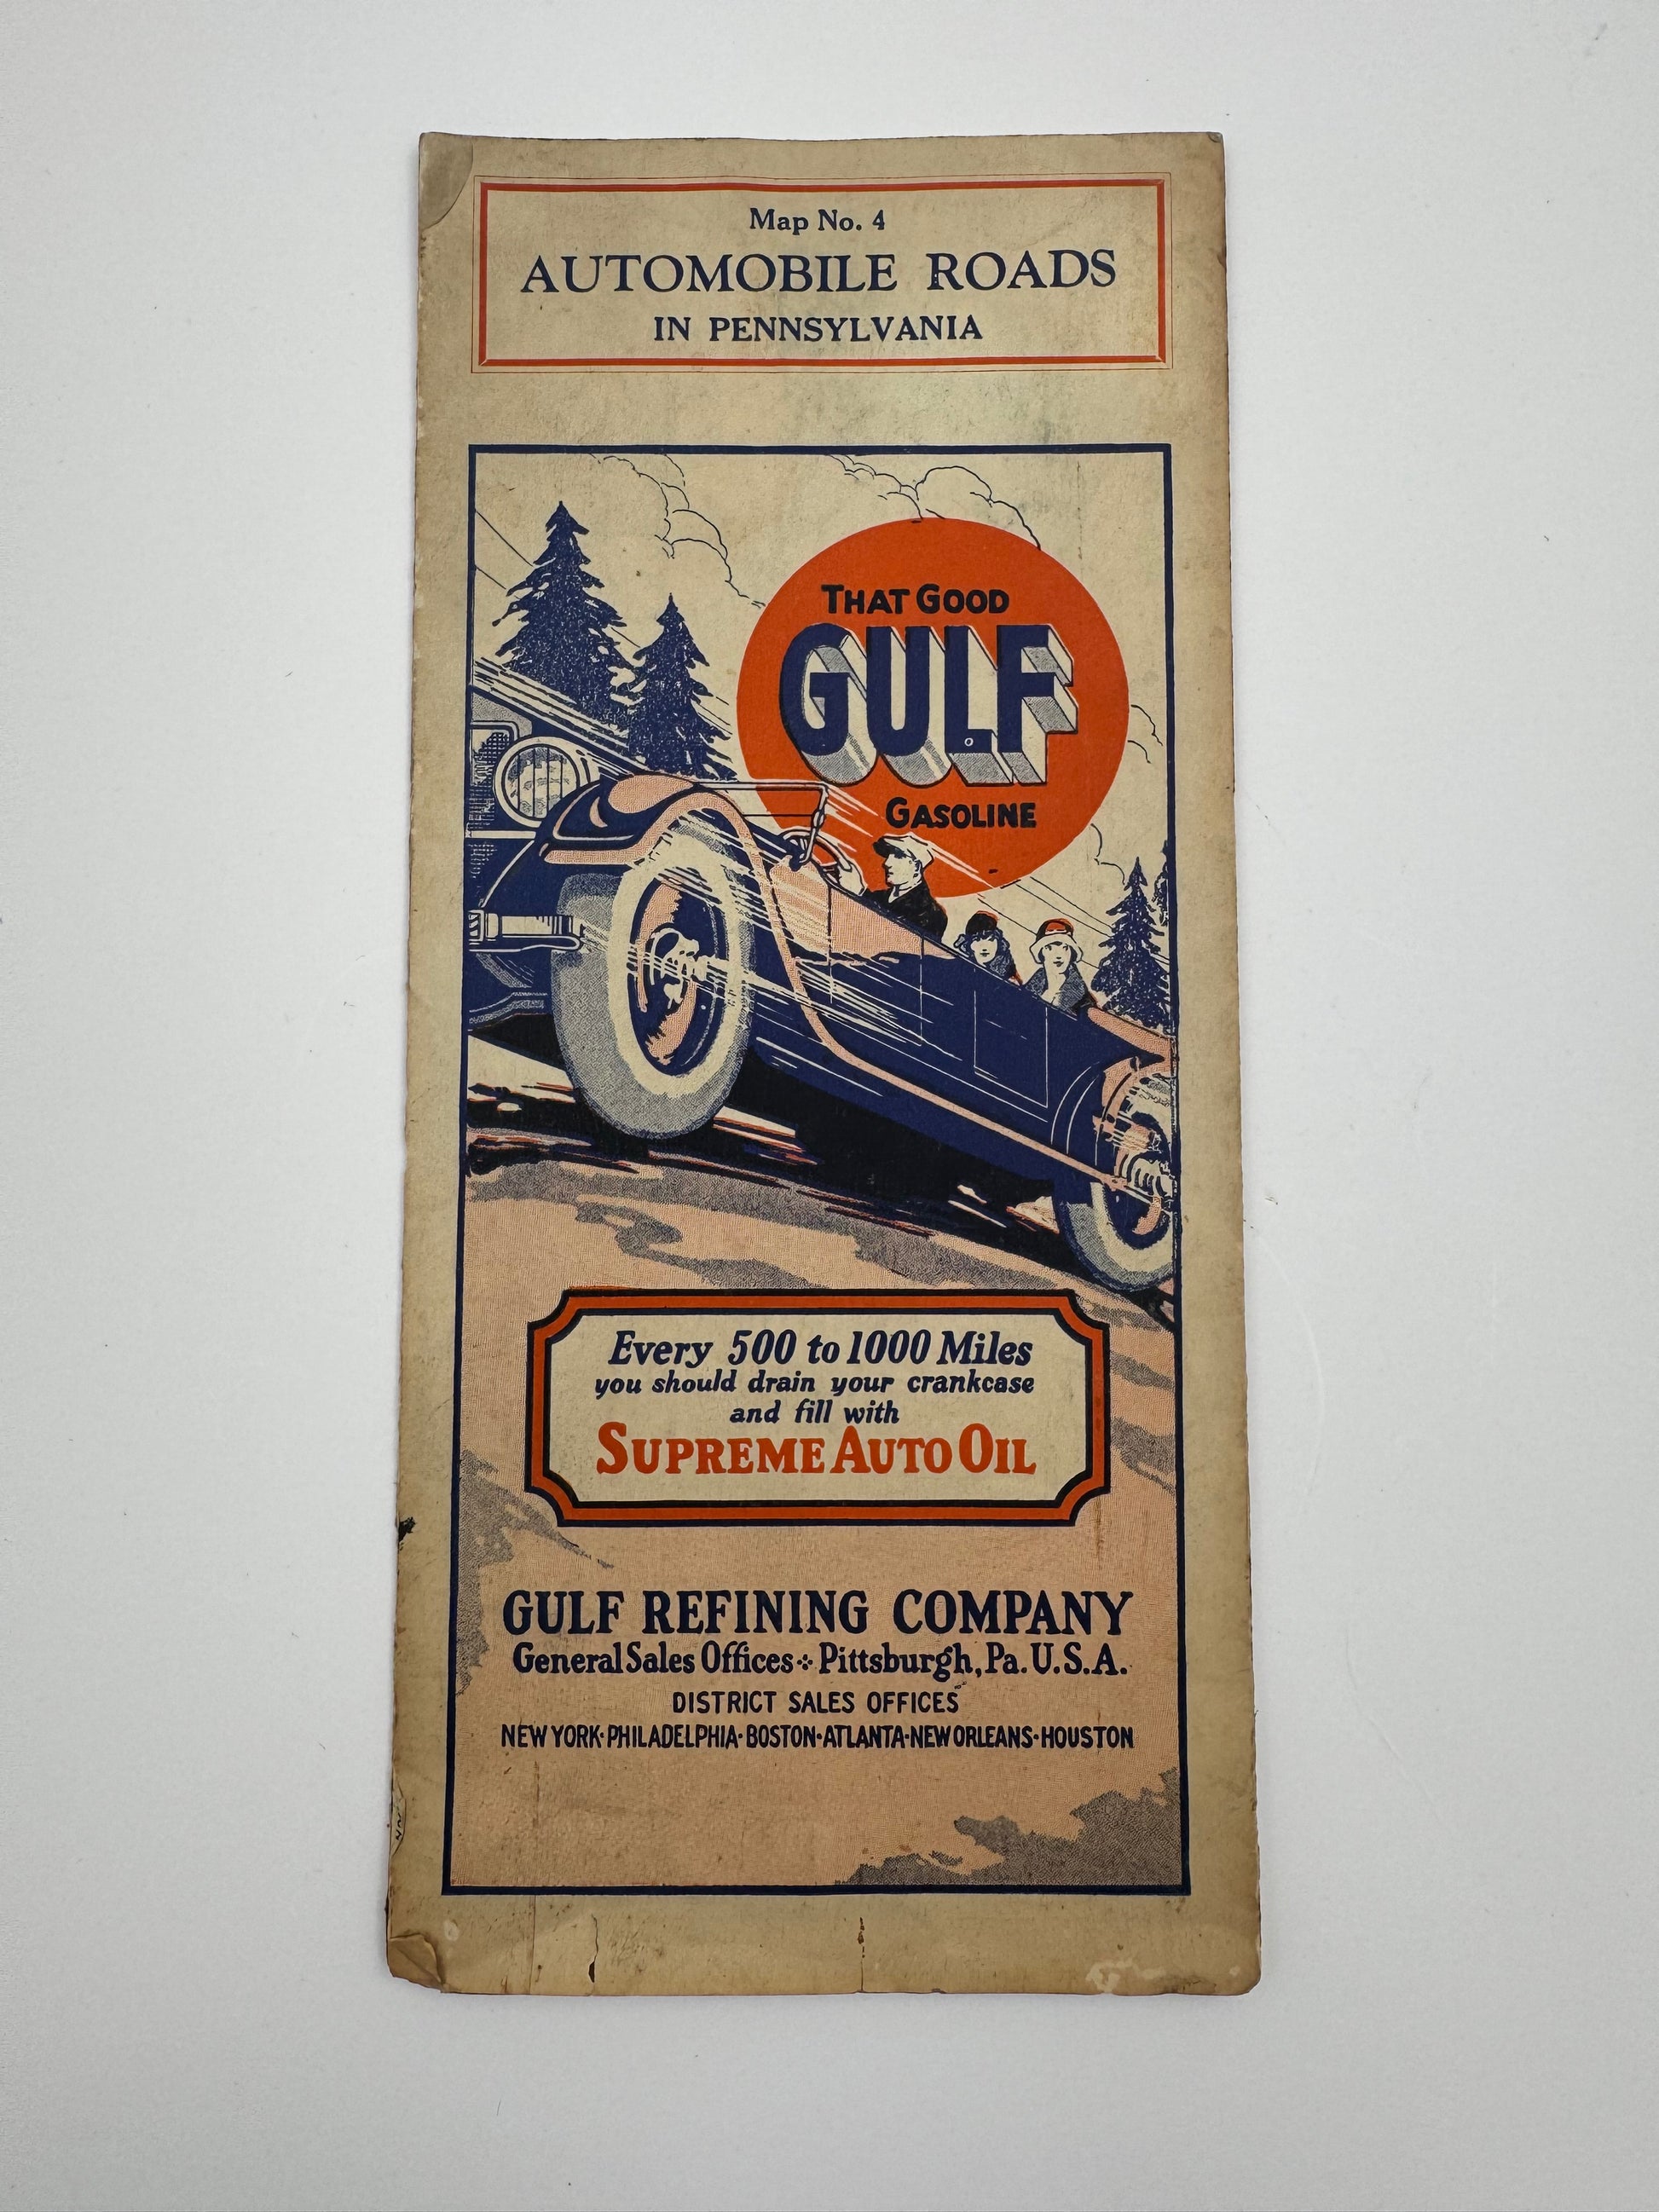 Map No. 4
AUTOMOBILE ROADS
IN PENNSYLVANIA
THAT GOOD
GULF
GASOLINE
Every 500 to 1000 Miles
you should drain your crankcase
and fill with
SUPREME AUTO OIL
GULF REFINING COMPANY
General Sales Offices Pittsburgh, Pa. U.S.A.
DISTRICT SALES OFFICES
NEW YORK · PHILADELPHIA · BOSTON · ATLANTA · NEW ORLEANS · HOUSTON